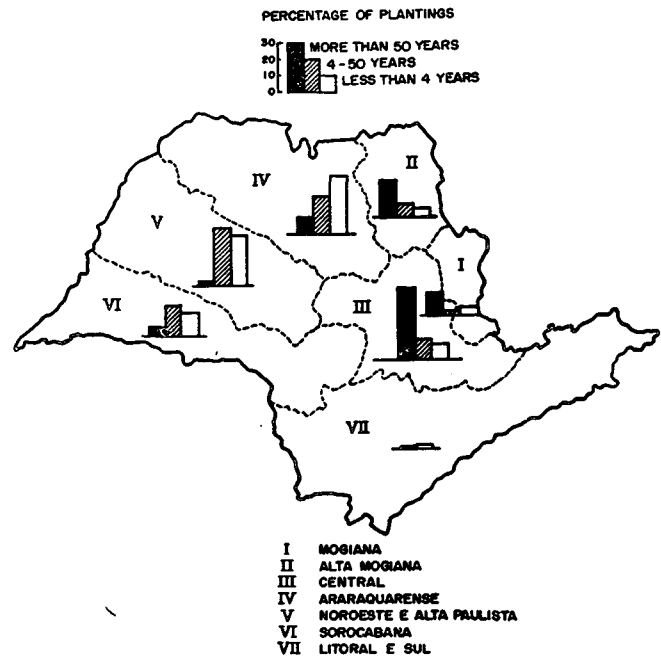 PERCENTAGE OF PLANTINGS
30 MORE THAN 50 YEARS
20 4-50 YEARS
10 LESS THAN 4 YEARS
0
II
IV
V
I
VI
III
VII
I MOGIANA
II ALTA MOGIANA
III CENTRAL
IV ARARAQUARENSE
V NOROESTE E ALTA PAULISTA
VI SOROCABANA
VII LITORAL E SUL